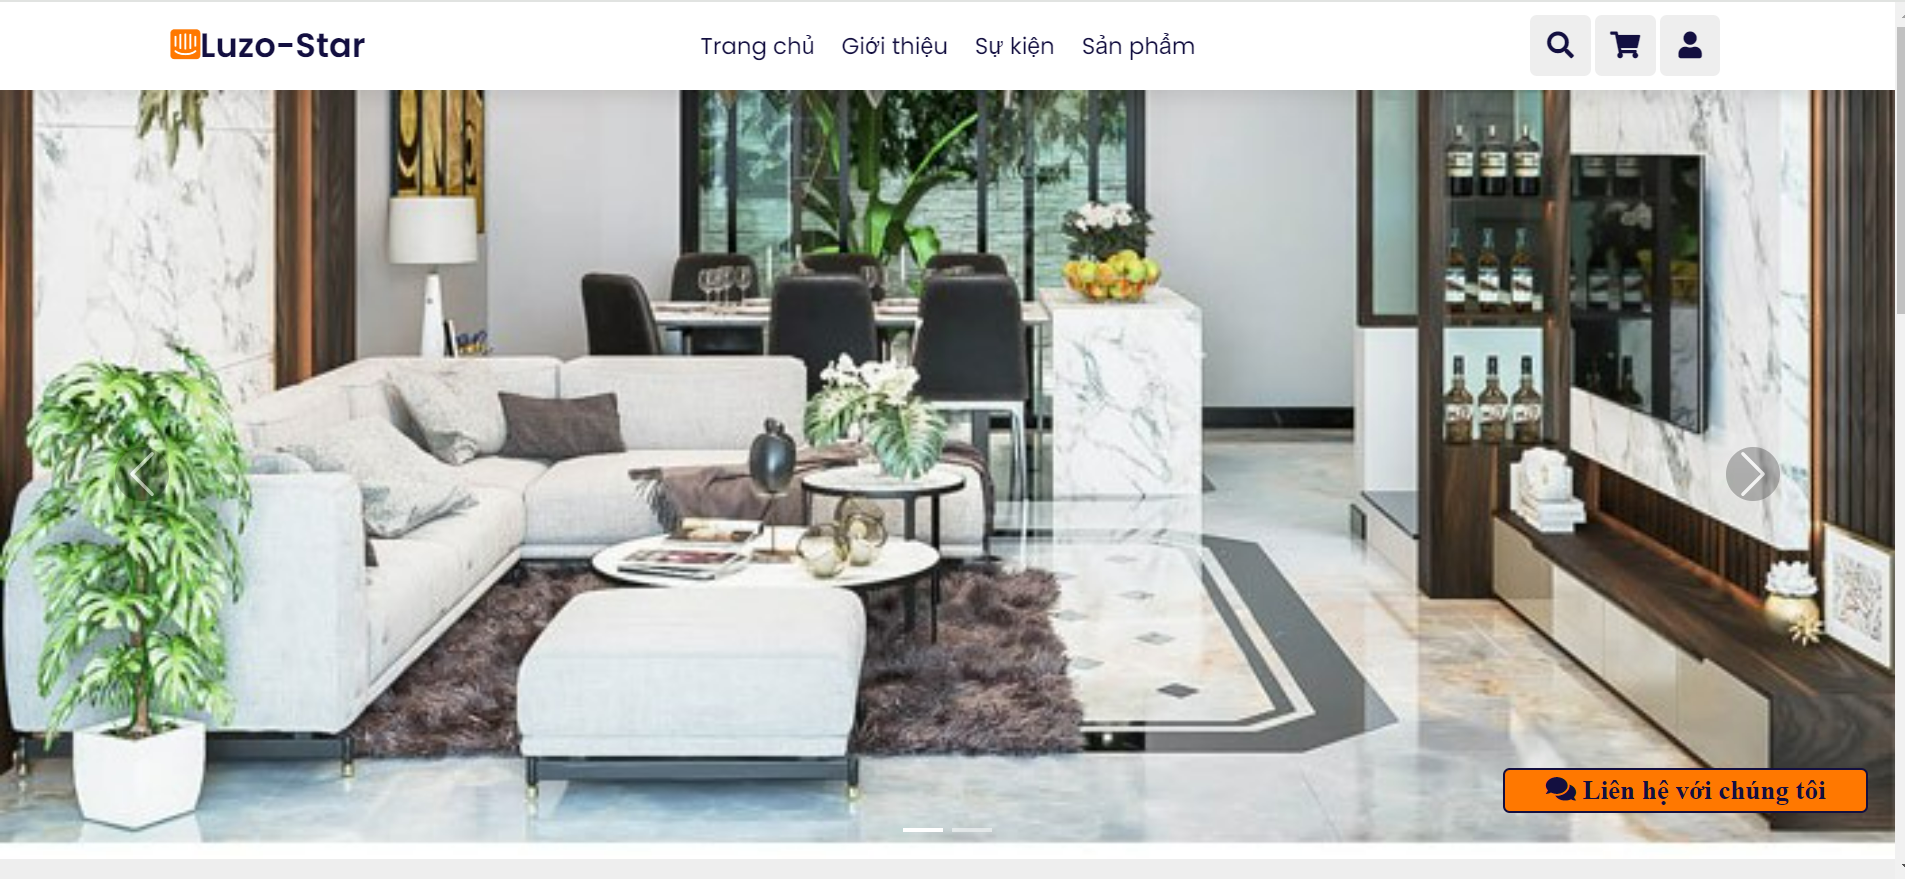 Luzo-Star
Trang chủ
Giới thiệu
Sự kiện
Sản phẩm
Liên hệ với chúng tôi